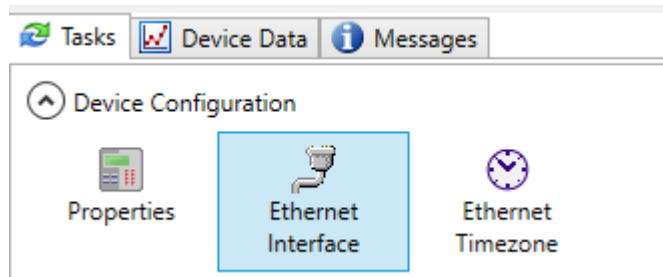 Tasks Device Data Messages
Device Configuration
Properties Ethernet Ethernet
Interface Timezone